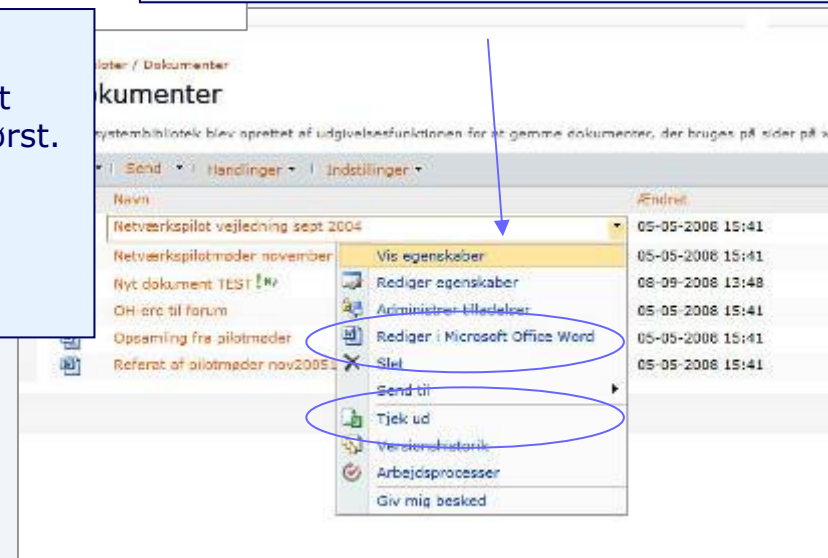 t
ørst.
loter / Dokumenter
kumenter
systembibliotek blev oprettet af udgivelsesfunktionen for at gemme dokumenter, der bruges på sider på
Send Handlinger Indstillinger
Navn Ændret
Netværkspilot vejledning sept 2004 05-05-2008 15:41
Netværkspilotmøder november 05-05-2008 15:41
Nyt dokument TEST 08-09-2008 13:48
OH-ere til forum 05-05-2008 15:41
Opsamling fra pilotmøder 05-05-2008 15:41
Referat af pilotmøder nov2005 05-05-2008 15:41
Vis egenskaber
Rediger egenskaber
Administrer tilladelser
Rediger i Microsoft Office Word
Slet
Send til
Tjek ud
Versionshistorik
Arbejdsprocesser
Giv mig besked